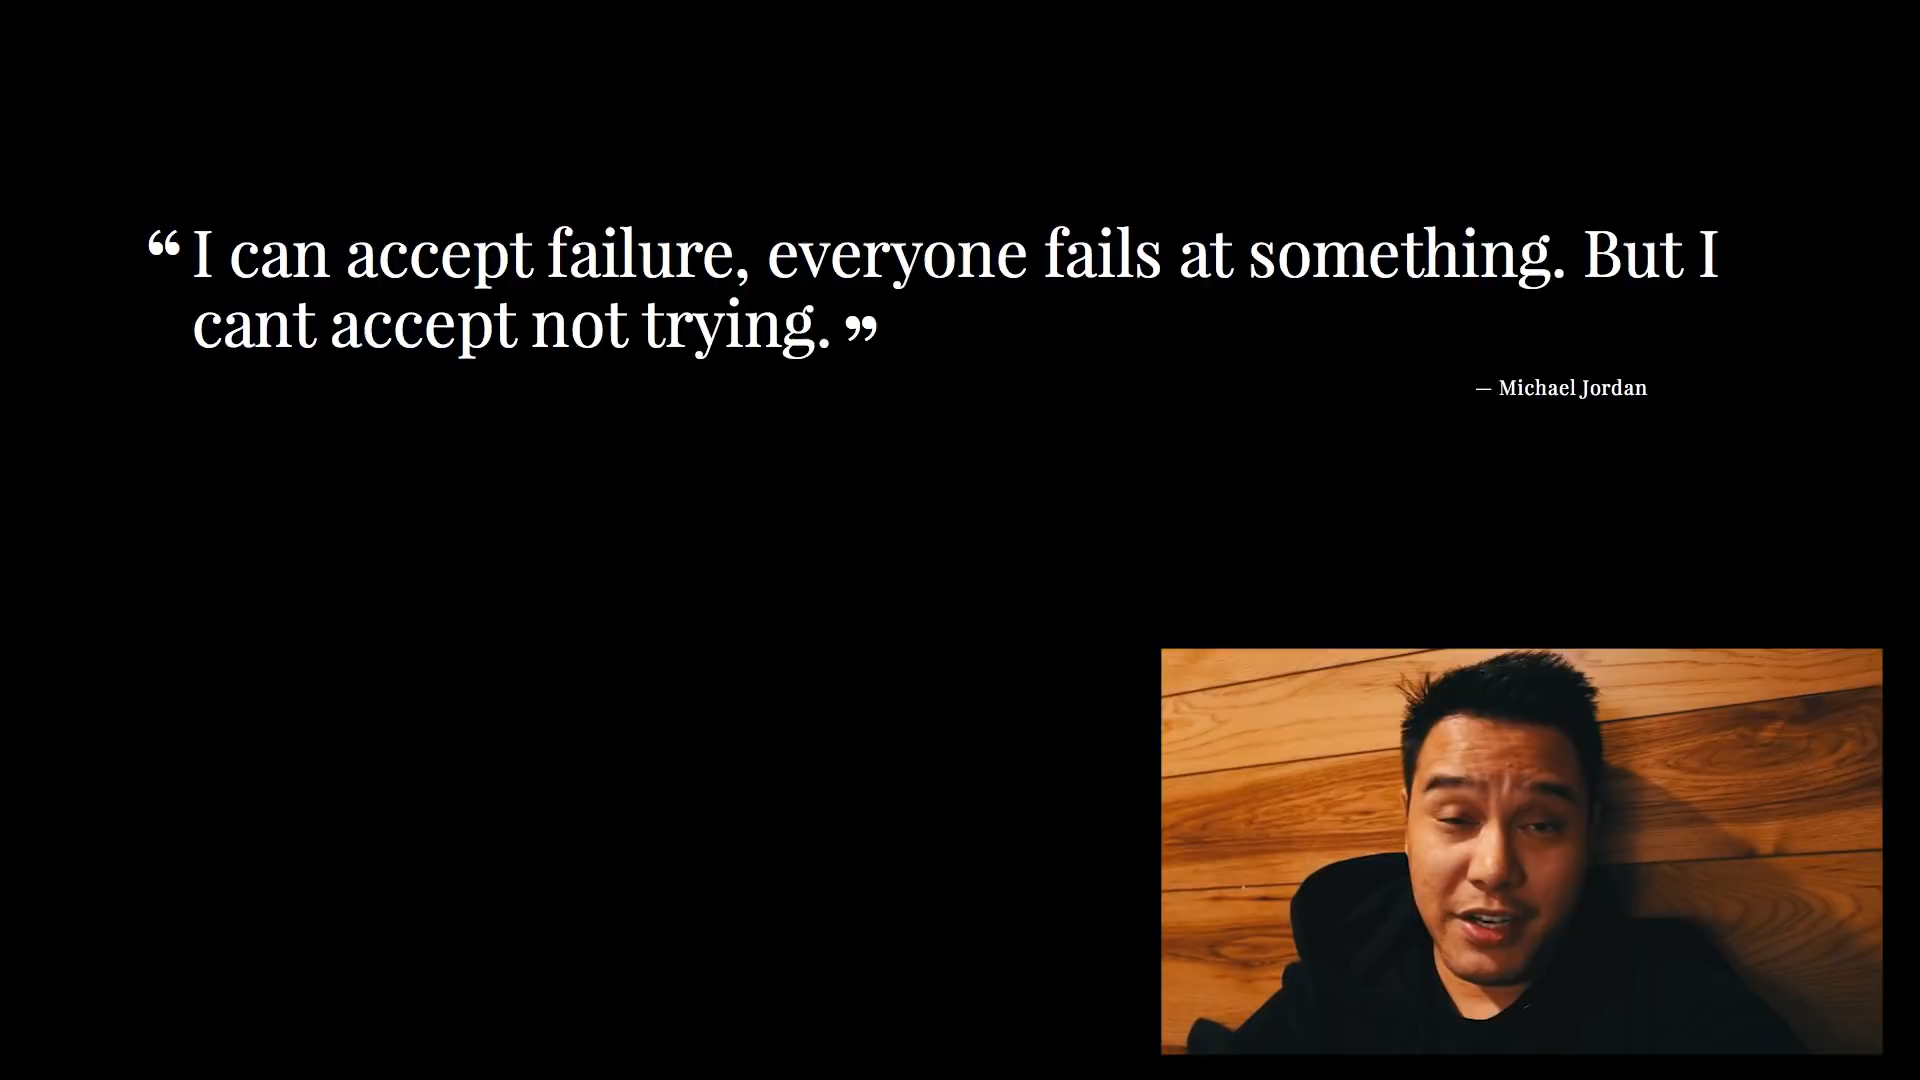 “ I can accept failure, everyone fails at something. But I
cant accept not trying. ”
— Michael Jordan